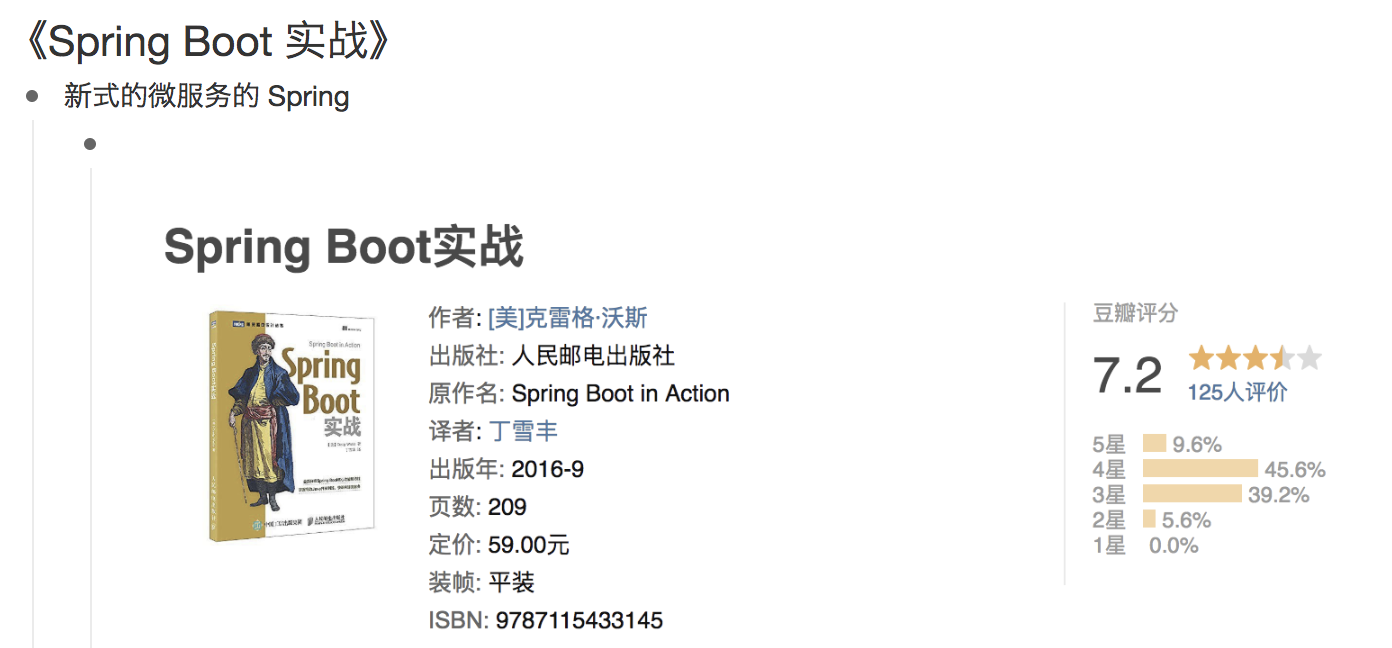 《Spring Boot 实战》
新式的微服务的 Spring
Spring Boot实战
Spring Boot in Action
Spring
Boot
实战
作者: [美]克雷格·沃斯
出版社: 人民邮电出版社
原作名: Spring Boot in Action
译者: 丁雪丰
出版年: 2016-9
页数: 209
定价: 59.00元
装帧: 平装
ISBN: 9787115433145
豆瓣评分
7.2
125人评价
5星 9.6%
4星 45.6%
3星 39.2%
2星 5.6%
1星 0.0%